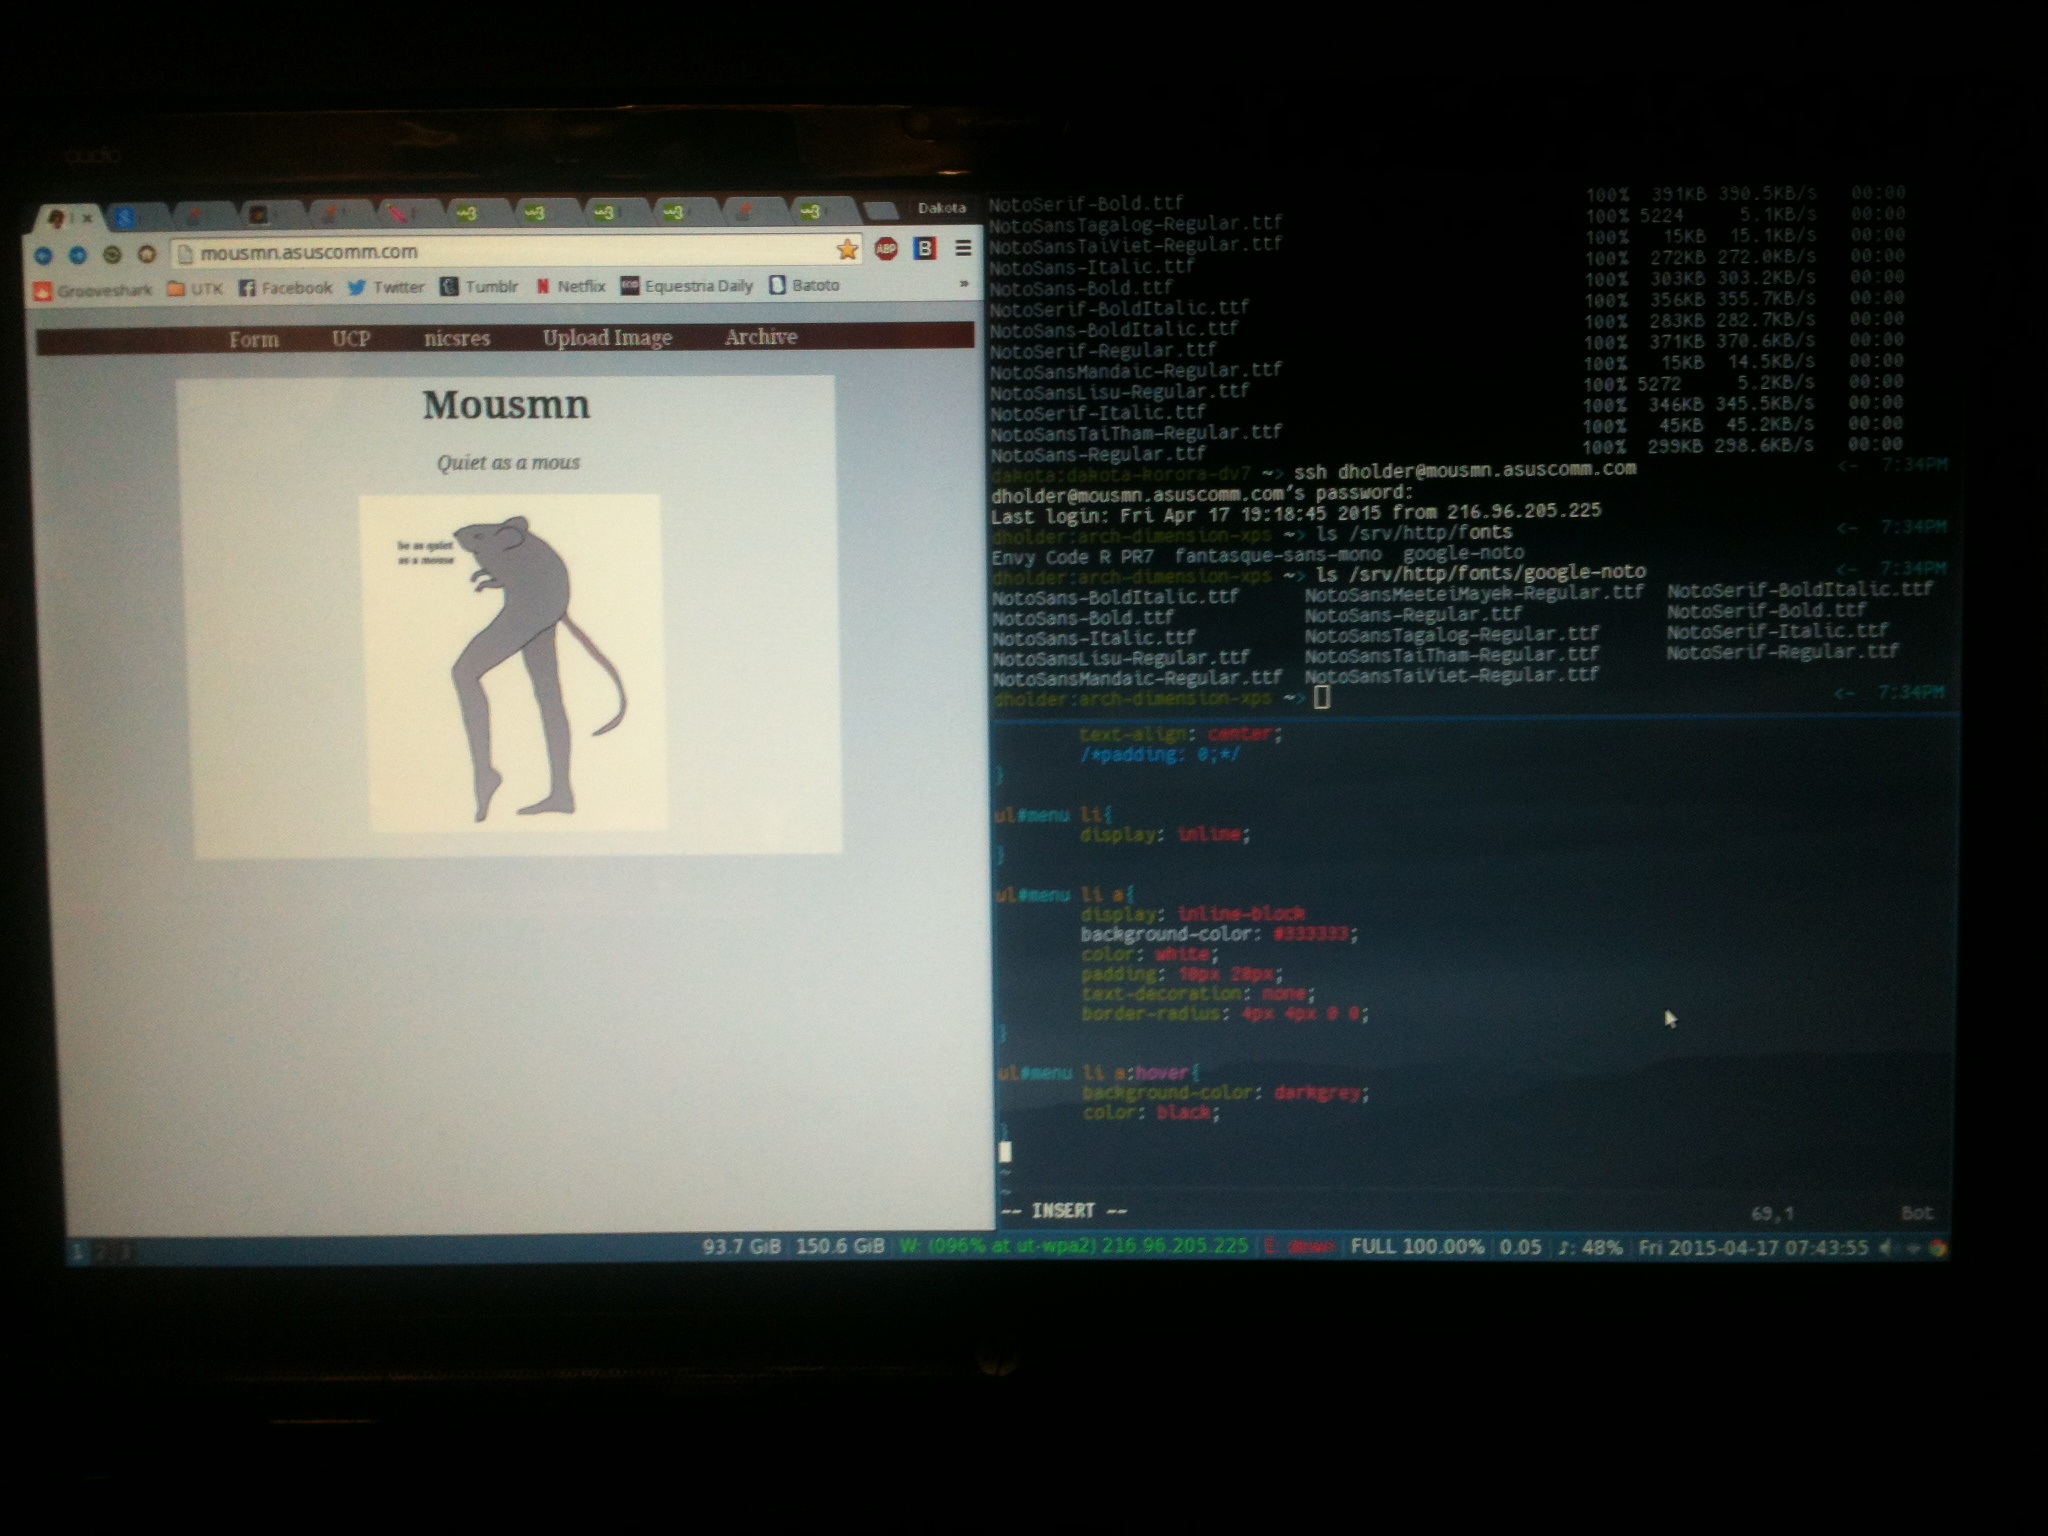 Dakota
mousmn.asuscomm.com
ABP
B
Grooveshark UTK Facebook Twitter Tumblr Netflix Equestria Daily Batoto »
Form UCP nicsres Upload Image Archive
Mousmn
Quiet as a mous
be as quiet
as a mouse
NotoSerif-Bold.ttf 100% 391KB 390.5KB/s 00:00
NotoSansTagalog-Regular.ttf 100% 5224 5.1KB/s 00:00
NotoSansTaiViet-Regular.ttf 100% 15KB 15.1KB/s 00:00
NotoSans-Italic.ttf 100% 272KB 272.0KB/s 00:00
NotoSans-Bold.ttf 100% 303KB 303.2KB/s 00:00
NotoSerif-BoldItalic.ttf 100% 356KB 355.7KB/s 00:00
NotoSans-BoldItalic.ttf 100% 283KB 282.7KB/s 00:00
NotoSerif-Regular.ttf 100% 371KB 370.6KB/s 00:00
NotoSansMandaic-Regular.ttf 100% 15KB 14.5KB/s 00:00
NotoSansLisu-Regular.ttf 100% 5272 5.2KB/s 00:00
NotoSerif-Italic.ttf 100% 346KB 345.5KB/s 00:00
NotoSansTaiTham-Regular.ttf 100% 45KB 45.2KB/s 00:00
NotoSans-Regular.ttf 100% 299KB 298.6KB/s 00:00
dakota:dakota-korora-dv7 ~> ssh dholder@mousmn.asuscomm.com <- 7:34PM
dholder@mousmn.asuscomm.com's password:
Last login: Fri Apr 17 19:18:45 2015 from 216.96.205.225
dholder:arch-dimension-xps ~> ls /srv/http/fonts <- 7:34PM
Envy Code R PR7 fantasque-sans-mono google-noto
dholder:arch-dimension-xps ~> ls /srv/http/fonts/google-noto <- 7:34PM
NotoSans-BoldItalic.ttf NotoSansMeeteiMayek-Regular.ttf NotoSerif-BoldItalic.ttf
NotoSans-Bold.ttf NotoSans-Regular.ttf NotoSerif-Bold.ttf
NotoSans-Italic.ttf NotoSansTagalog-Regular.ttf NotoSerif-Italic.ttf
NotoSansLisu-Regular.ttf NotoSansTaiTham-Regular.ttf NotoSerif-Regular.ttf
NotoSansMandaic-Regular.ttf NotoSansTaiViet-Regular.ttf
dholder:arch-dimension-xps ~> <- 7:34PM
text-align: center;
/*padding: 0;*/
}
ul#menu li{
display: inline;
}
ul#menu li a{
display: inline-block
background-color: #333333;
color: white;
padding: 10px 20px;
text-decoration: none;
border-radius: 4px 4px 0 0;
}
ul#menu li a:hover{
background-color: darkgrey;
color: black;
}
~
~
-- INSERT -- 69,1 Bot
1 2 3 93.7 GiB 150.6 GiB W: (096% at ut-wpa2) 216.96.205.225 E: down FULL 100.00% 0.05 ♪: 48% Fri 2015-04-17 07:43:55